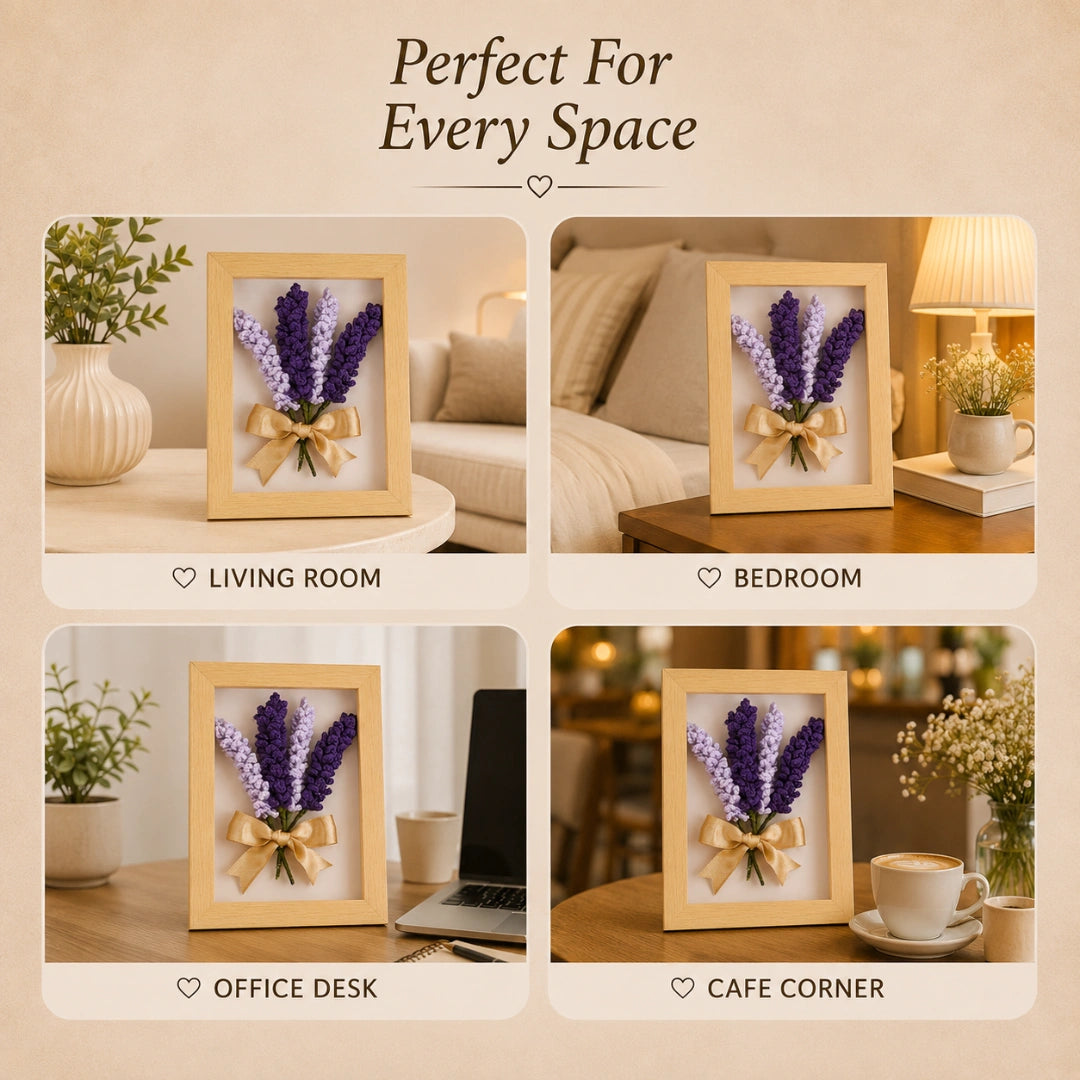 Perfect For
Every Space
LIVING ROOM
BEDROOM
OFFICE DESK
CAFE CORNER